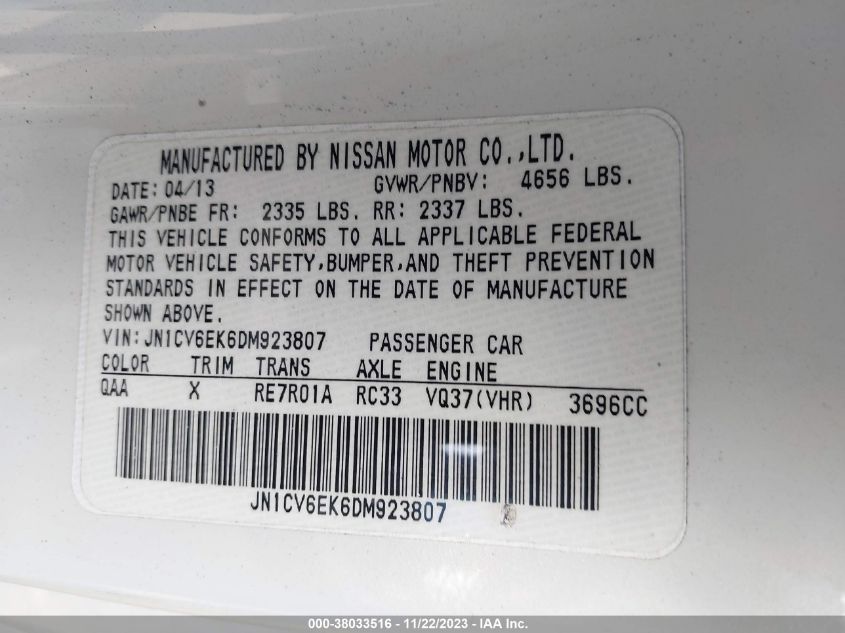 MANUFACTURED BY NISSAN MOTOR CO.,LTD.
DATE: 04/13 GVWR/PNBV: 4656 LBS.
GAWR/PNBE FR: 2335 LBS. RR: 2337 LBS.
THIS VEHICLE CONFORMS TO ALL APPLICABLE FEDERAL
MOTOR VEHICLE SAFETY,BUMPER,AND THEFT PREVENTION
STANDARDS IN EFFECT ON THE DATE OF MANUFACTURE
SHOWN ABOVE.
VIN:JN1CV6EK6DM923807 PASSENGER CAR
COLOR TRIM TRANS AXLE ENGINE
QAA X RE7R01A RC33 VQ37(VHR) 3696CC
JN1CV6EK6DM923807
000-38033516 - 11/22/2023 - IAA Inc.